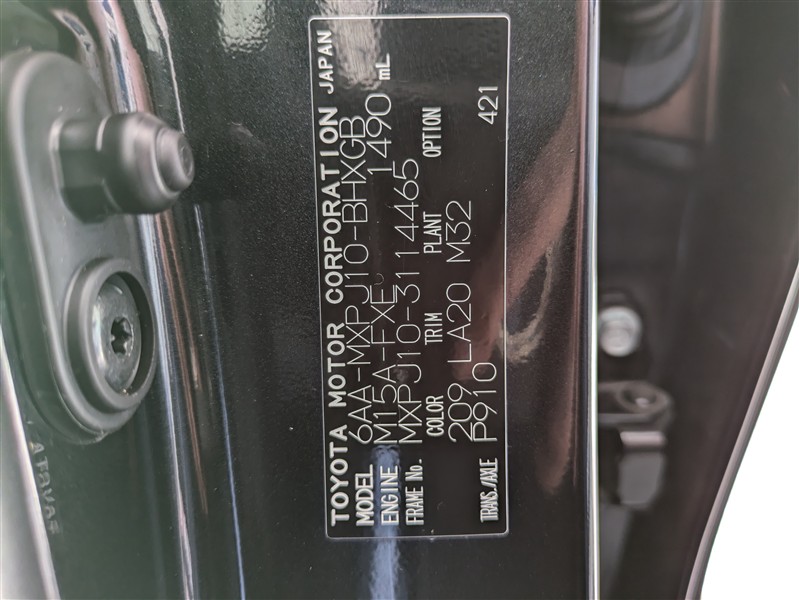 TOYOTA MOTOR CORPORATION JAPAN
MODEL 6AA-MXPJ10-BHXGB
ENGINE M15A-FXE 1490 mL
FRAME No. MXPJ10-3114465
COLOR TRIM PLANT OPTION
209 LA20 M32
TRANS./AXLE P910 421